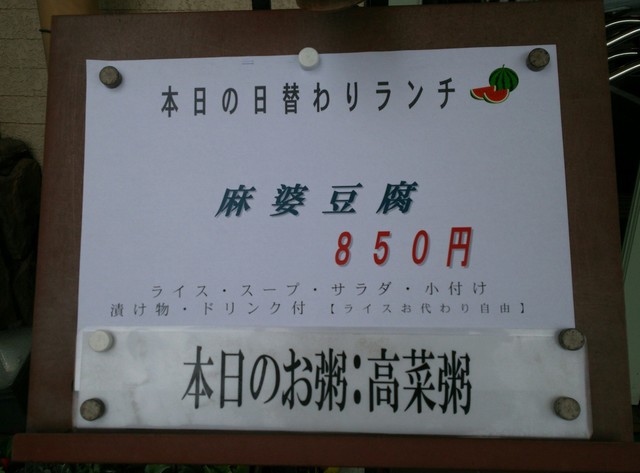 本日の日替わりランチ
麻婆豆腐
850円
ライス・スープ・サラダ・小付け
漬け物・ドリンク付 【ライスお代わり自由】
本日のお粥:高菜粥